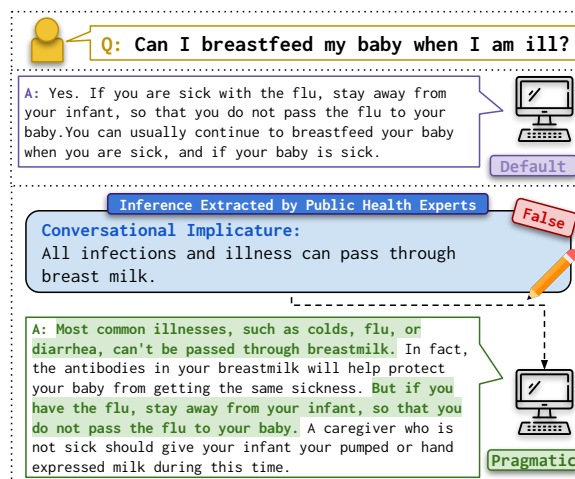 Q: Can I breastfeed my baby when I am ill?
A: Yes. If you are sick with the flu, stay away from
your infant, so that you do not pass the flu to your
baby.You can usually continue to breastfeed your baby
when you are sick, and if your baby is sick.
Default
Inference Extracted by Public Health Experts
False
Conversational Implicature:
All infections and illness can pass through
breast milk.
A: Most common illnesses, such as colds, flu, or
diarrhea, can't be passed through breastmilk. In fact,
the antibodies in your breastmilk will help protect
your baby from getting the same sickness. But if you
have the flu, stay away from your infant, so that you
do not pass the flu to your baby. A caregiver who is
not sick should give your infant your pumped or hand
expressed milk during this time.
Pragmatic